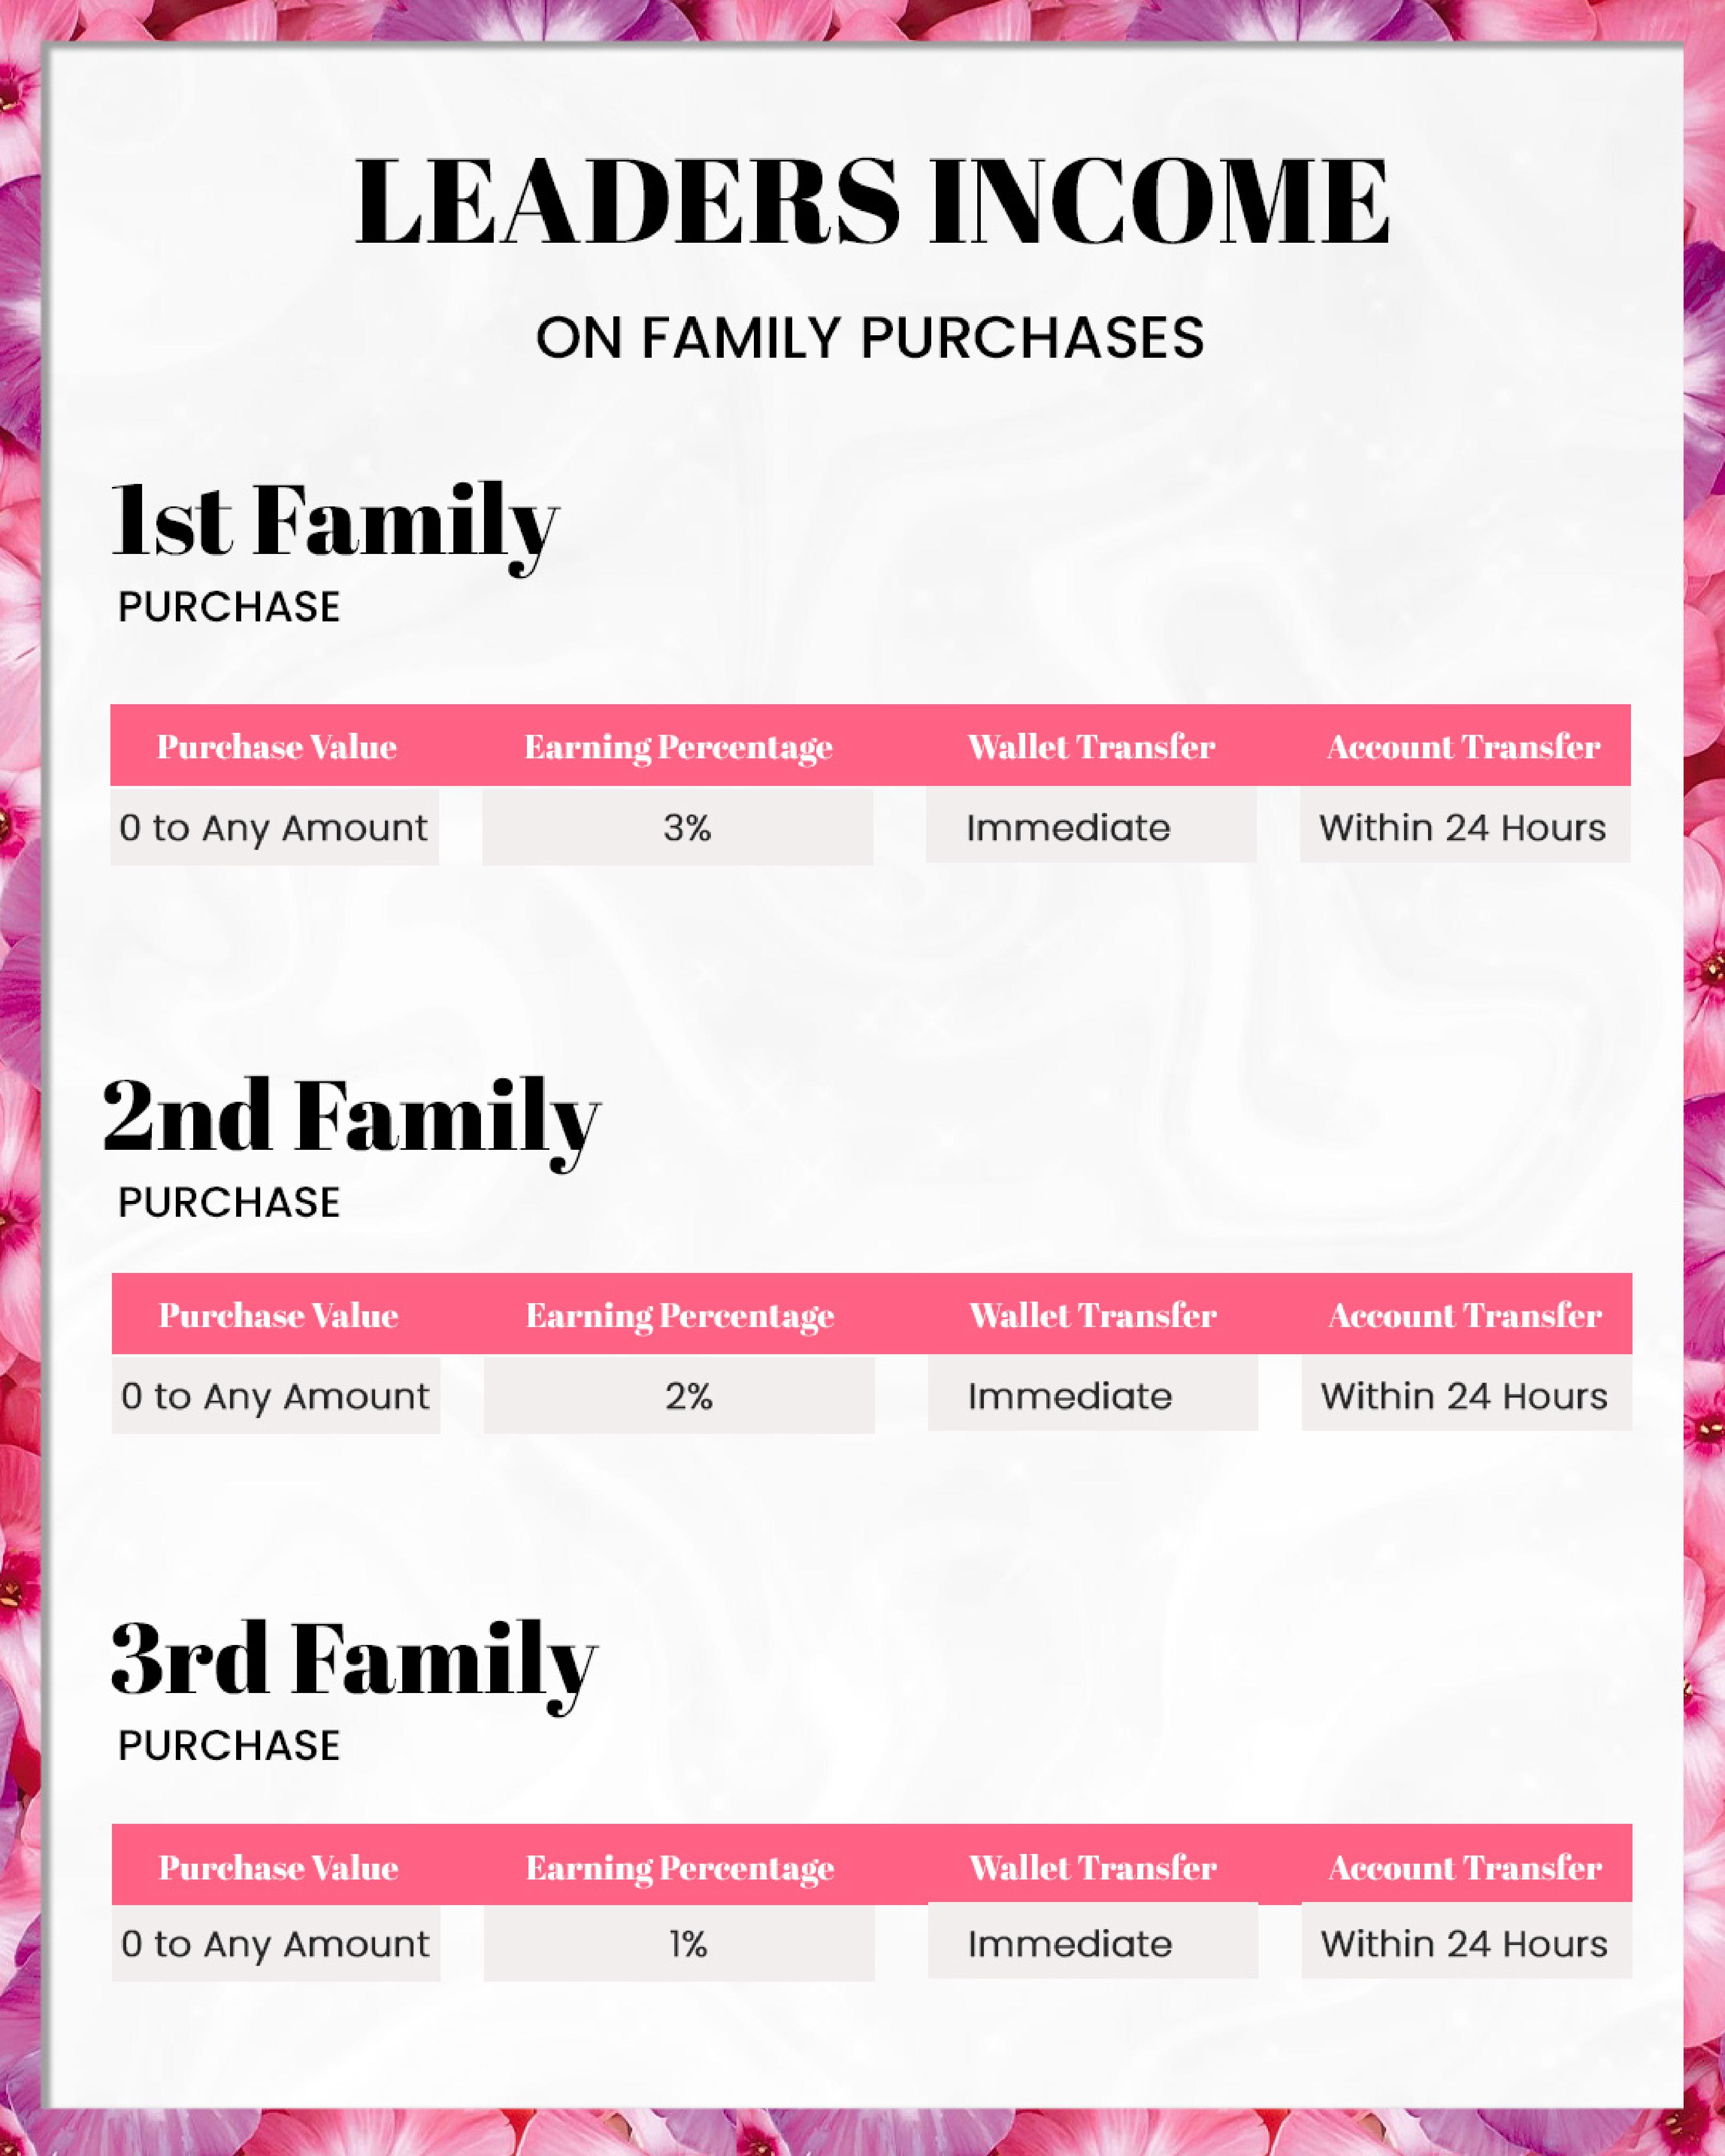 LEADERS INCOME
ON FAMILY PURCHASES
1st Family
PURCHASE
Purchase Value Earning Percentage Wallet Transfer Account Transfer
0 to Any Amount 3% Immediate Within 24 Hours
2nd Family
PURCHASE
Purchase Value Earning Percentage Wallet Transfer Account Transfer
0 to Any Amount 2% Immediate Within 24 Hours
3rd Family
PURCHASE
Purchase Value Earning Percentage Wallet Transfer Account Transfer
0 to Any Amount 1% Immediate Within 24 Hours